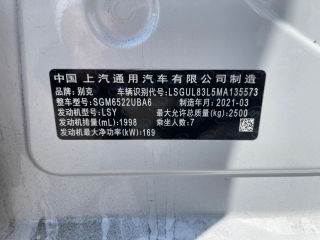 中国 上汽通用汽车有限公司制造
品牌：别克 车辆识别代号：LSGUL83L5MA135573
整车型号：SGM6522UBA6 制造年月：2021-03
发动机型号：LSY 最大允许总质量(kg)：2500
发动机排量(mL)：1998 乘坐人数：7
发动机最大净功率(kW)：169